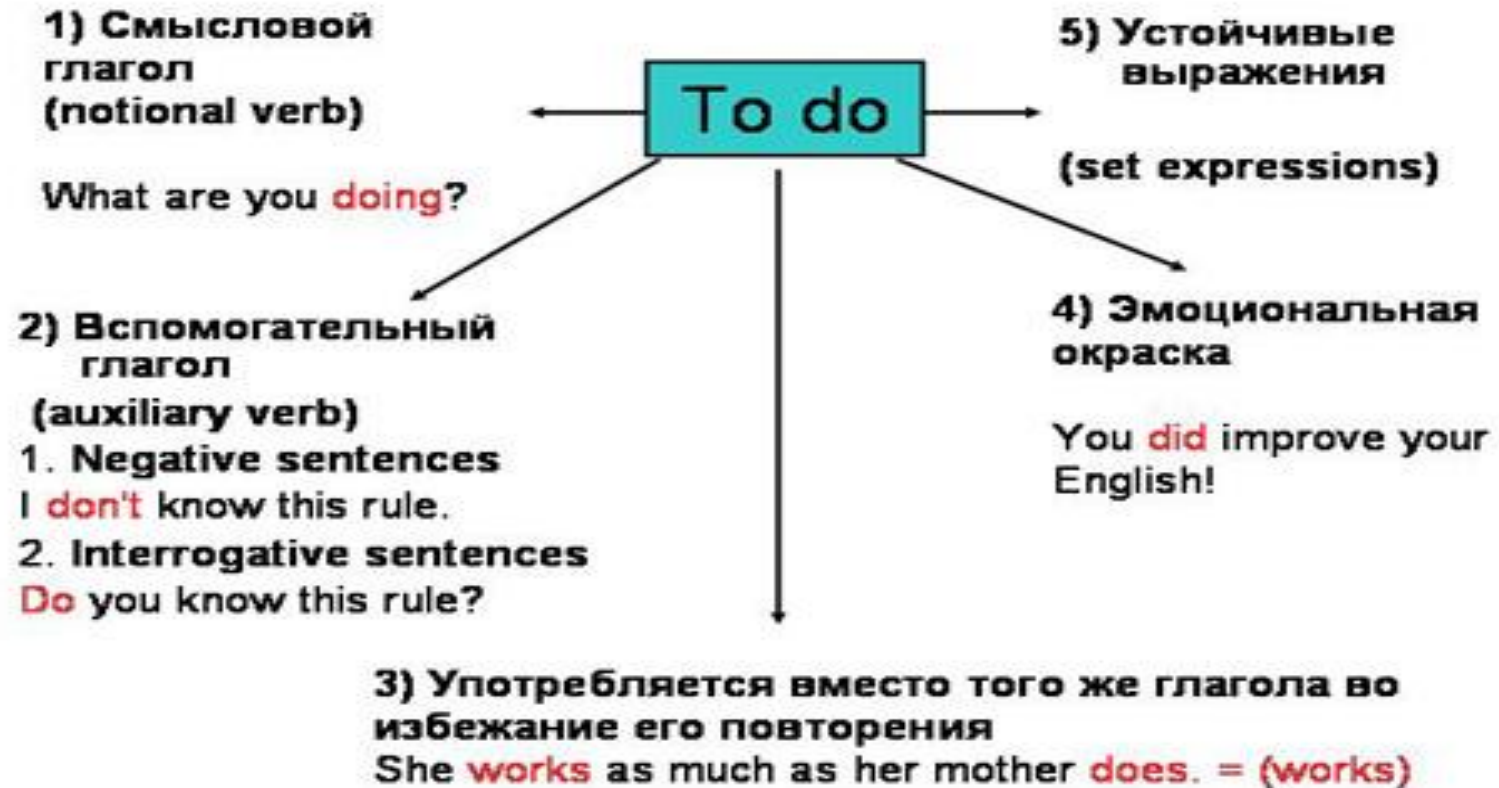 To do
1) Смысловой
глагол
(notional verb)
What are you doing?
2) Вспомогательный
глагол
(auxiliary verb)
1. Negative sentences
I don't know this rule.
2. Interrogative sentences
Do you know this rule?
3) Употребляется вместо того же глагола во
избежание его повторения
She works as much as her mother does. = (works)
4) Эмоциональная
окраска
You did improve your
English!
5) Устойчивые
выражения
(set expressions)